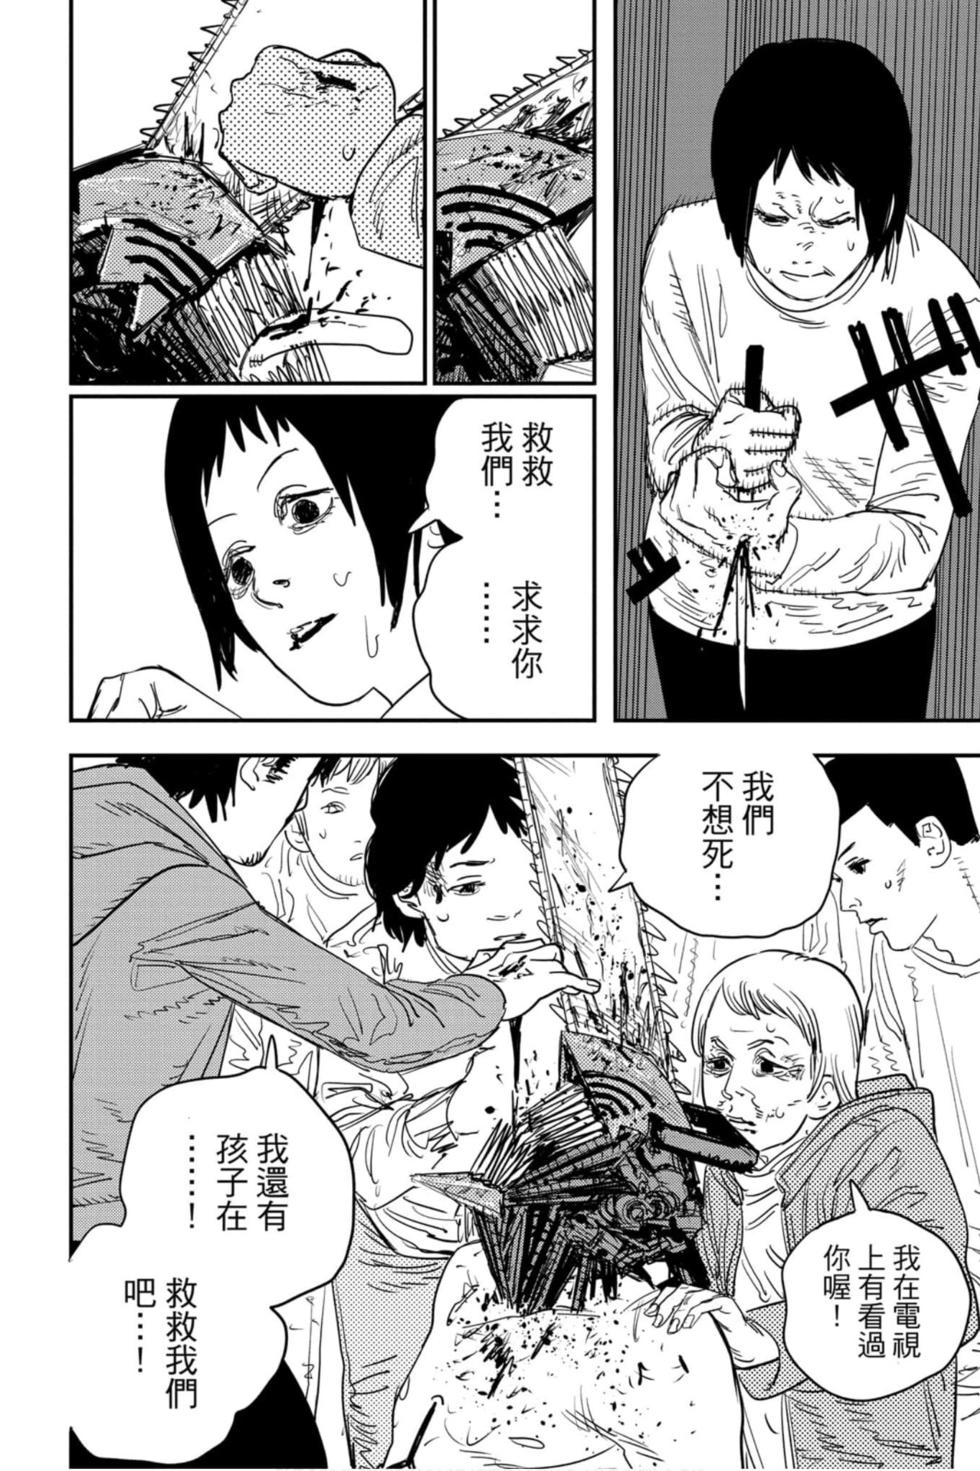 救救
我們…
求求你
……
我們
不想死…
我在電視
上有看過
你喔！
我還有
孩子在
……！
救救我們
吧…！